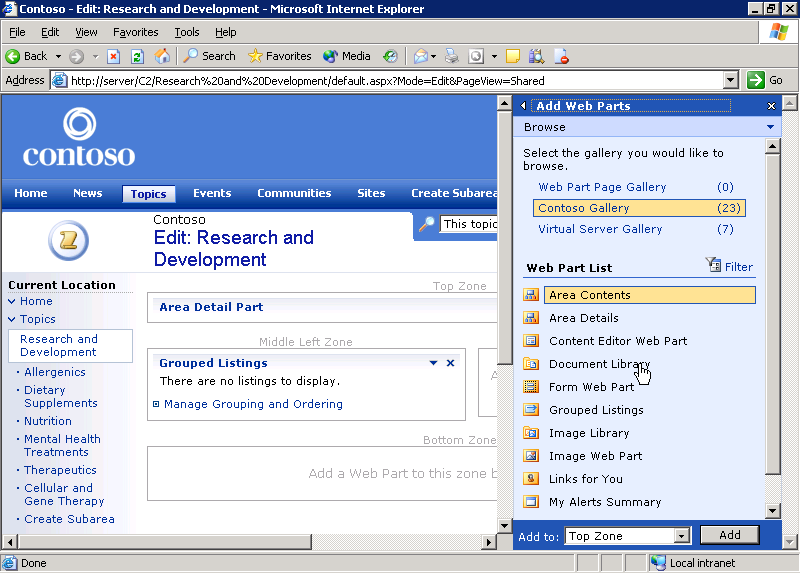 Contoso - Edit: Research and Development - Microsoft Internet Explorer
File Edit View Favorites Tools Help
Back Search Favorites Media
Address http://server/C2/Research%20and%20Development/default.aspx?Mode=Edit&PageView=Shared Go
contoso
Home News Topics Events Communities Sites Create Subarea
Contoso
Edit: Research and
Development
This topic
Current Location
Home
Topics
Research and
Development
Allergenics
Dietary
Supplements
Nutrition
Mental Health
Treatments
Therapeutics
Cellular and
Gene Therapy
Create Subarea
Top Zone
Area Detail Part
Middle Left Zone
Grouped Listings
There are no listings to display.
Manage Grouping and Ordering
Bottom Zone
Add a Web Part to this zone b
Add Web Parts
Browse
Select the gallery you would like to
browse.
Web Part Page Gallery (0)
Contoso Gallery (23)
Virtual Server Gallery (7)
Web Part List Filter
Area Contents
Area Details
Content Editor Web Part
Document Library
Form Web Part
Grouped Listings
Image Library
Image Web Part
Links for You
My Alerts Summary
Add to: Top Zone Add
Done Local intranet